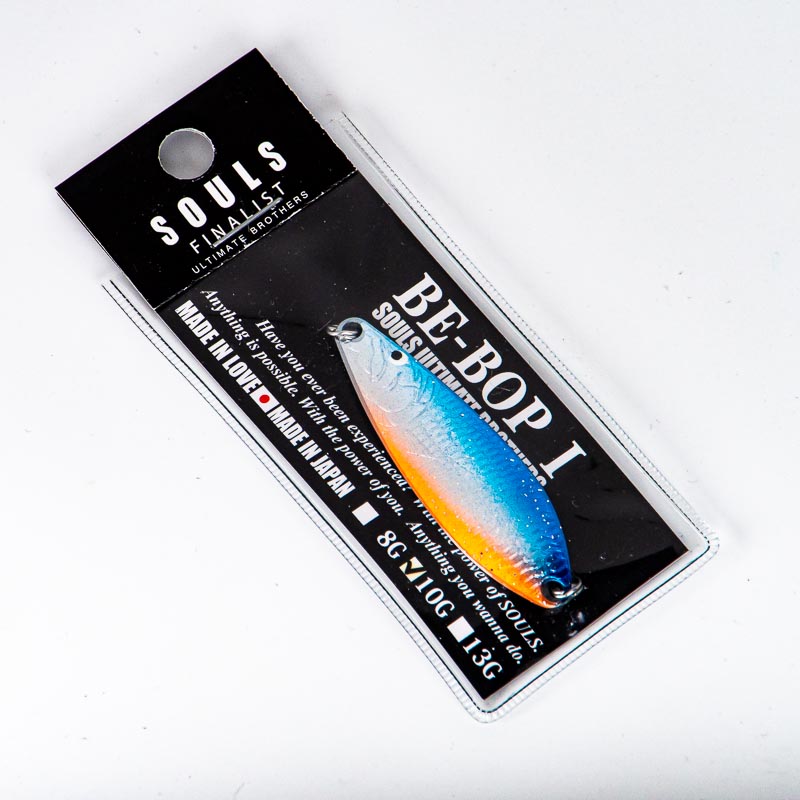 SOULS
FINALIST
ULTIMATE BROTHERS
BE-BOP I
SOULS ULTIMATE BROTHERS
Have you ever been experienced? With the power of SOULS.
Anything is possible. With the power of you. Anything you wanna do.
MADE IN LOVE MADE IN JAPAN
8G 10G 13G